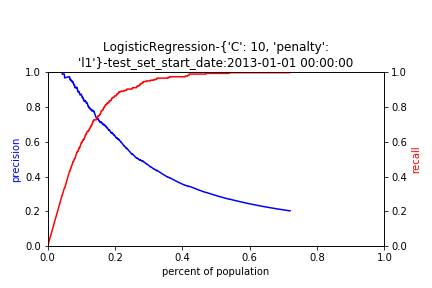 LogisticRegression-{'C': 10, 'penalty':
'l1'}-test_set_start_date:2013-01-01 00:00:00
1.0
1.0
0.8
0.8
0.6
0.6
precision
recall
0.4
0.4
0.2
0.2
0.0
0.0
0.0 0.2 0.4 0.6 0.8 1.0
percent of population